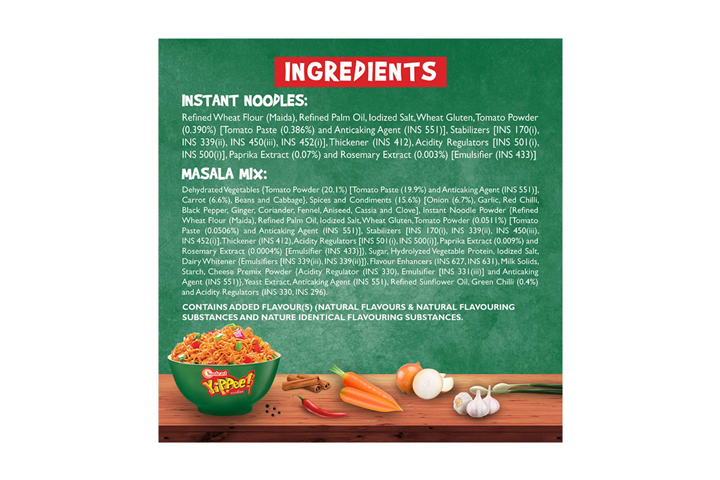 INGREDIENTS
INSTANT NOODLES:
Refined Wheat Flour (Maida), Refined Palm Oil, Iodized Salt, Wheat Gluten, Tomato Powder
(0.390%) [Tomato Paste (0.386%) and Anticaking Agent (INS 551)], Stabilizers [INS 170(i),
INS 339(ii), INS 450(iii), INS 452(i)], Thickener (INS 412), Acidity Regulators [INS 501(i),
INS 500(i)], Paprika Extract (0.07%) and Rosemary Extract (0.003%) [Emulsifier (INS 433)]
MASALA MIX:
Dehydrated Vegetables {Tomato Powder (20.1%) [Tomato Paste (19.9%) and Anticaking Agent (INS 551)],
Carrot (6.6%), Beans and Cabbage}, Spices and Condiments (15.6%) [Onion (6.7%), Garlic, Red Chilli,
Black Pepper, Ginger, Coriander, Fennel, Aniseed, Cassia and Clove], Instant Noodle Powder {Refined
Wheat Flour (Maida), Refined Palm Oil, Iodized Salt, Wheat Gluten, Tomato Powder (0.0511%) [Tomato
Paste (0.0506%) and Anticaking Agent (INS 551)], Stabilizers [INS 170(i), INS 339(ii), INS 450(iii),
INS 452(i)], Thickener (INS 412), Acidity Regulators [INS 501(i), INS 500(i)], Paprika Extract (0.009%) and
Rosemary Extract (0.0004%) [Emulsifier (INS 433)]}, Sugar, Hydrolyzed Vegetable Protein, Iodized Salt,
Dairy Whitener {Emulsifiers [INS 339(iii), INS 339(ii)]}, Flavour Enhancers (INS 627, INS 631), Milk Solids,
Starch, Cheese Premix Powder {Acidity Regulator (INS 330), Emulsifier [INS 331(iii)] and Anticaking
Agent (INS 551)}, Yeast Extract, Anticaking Agent (INS 551), Refined Sunflower Oil, Green Chilli (0.4%)
and Acidity Regulators (INS 330, INS 296).
CONTAINS ADDED FLAVOUR(S) (NATURAL FLAVOURS & NATURAL FLAVOURING
SUBSTANCES AND NATURE IDENTICAL FLAVOURING SUBSTANCES.
Sunfeast
YiPPee!
noodles